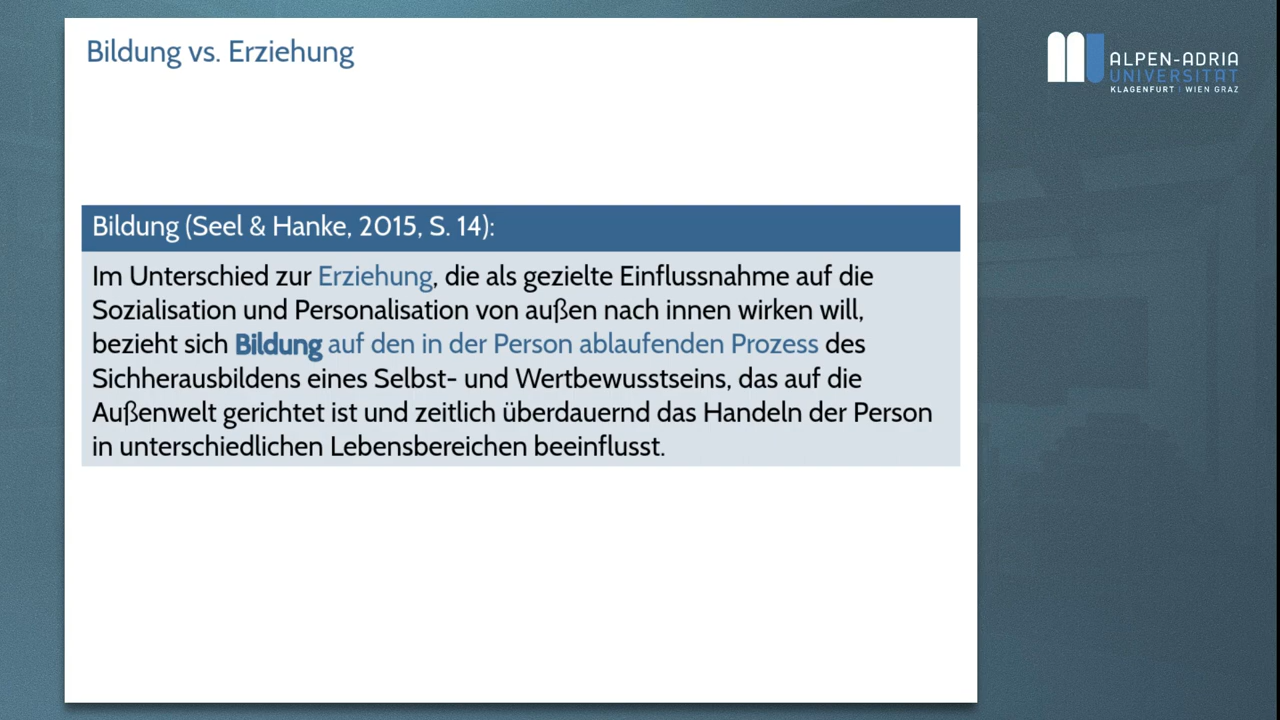 Bildung vs. Erziehung
ALPEN-ADRIA
UNIVERSITÄT
KLAGENFURT | WIEN GRAZ
Bildung (Seel & Hanke, 2015, S. 14):
Im Unterschied zur Erziehung, die als gezielte Einflussnahme auf die
Sozialisation und Personalisation von außen nach innen wirken will,
bezieht sich Bildung auf den in der Person ablaufenden Prozess des
Sichherausbildens eines Selbst- und Wertbewusstseins, das auf die
Außenwelt gerichtet ist und zeitlich überdauernd das Handeln der Person
in unterschiedlichen Lebensbereichen beeinflusst.